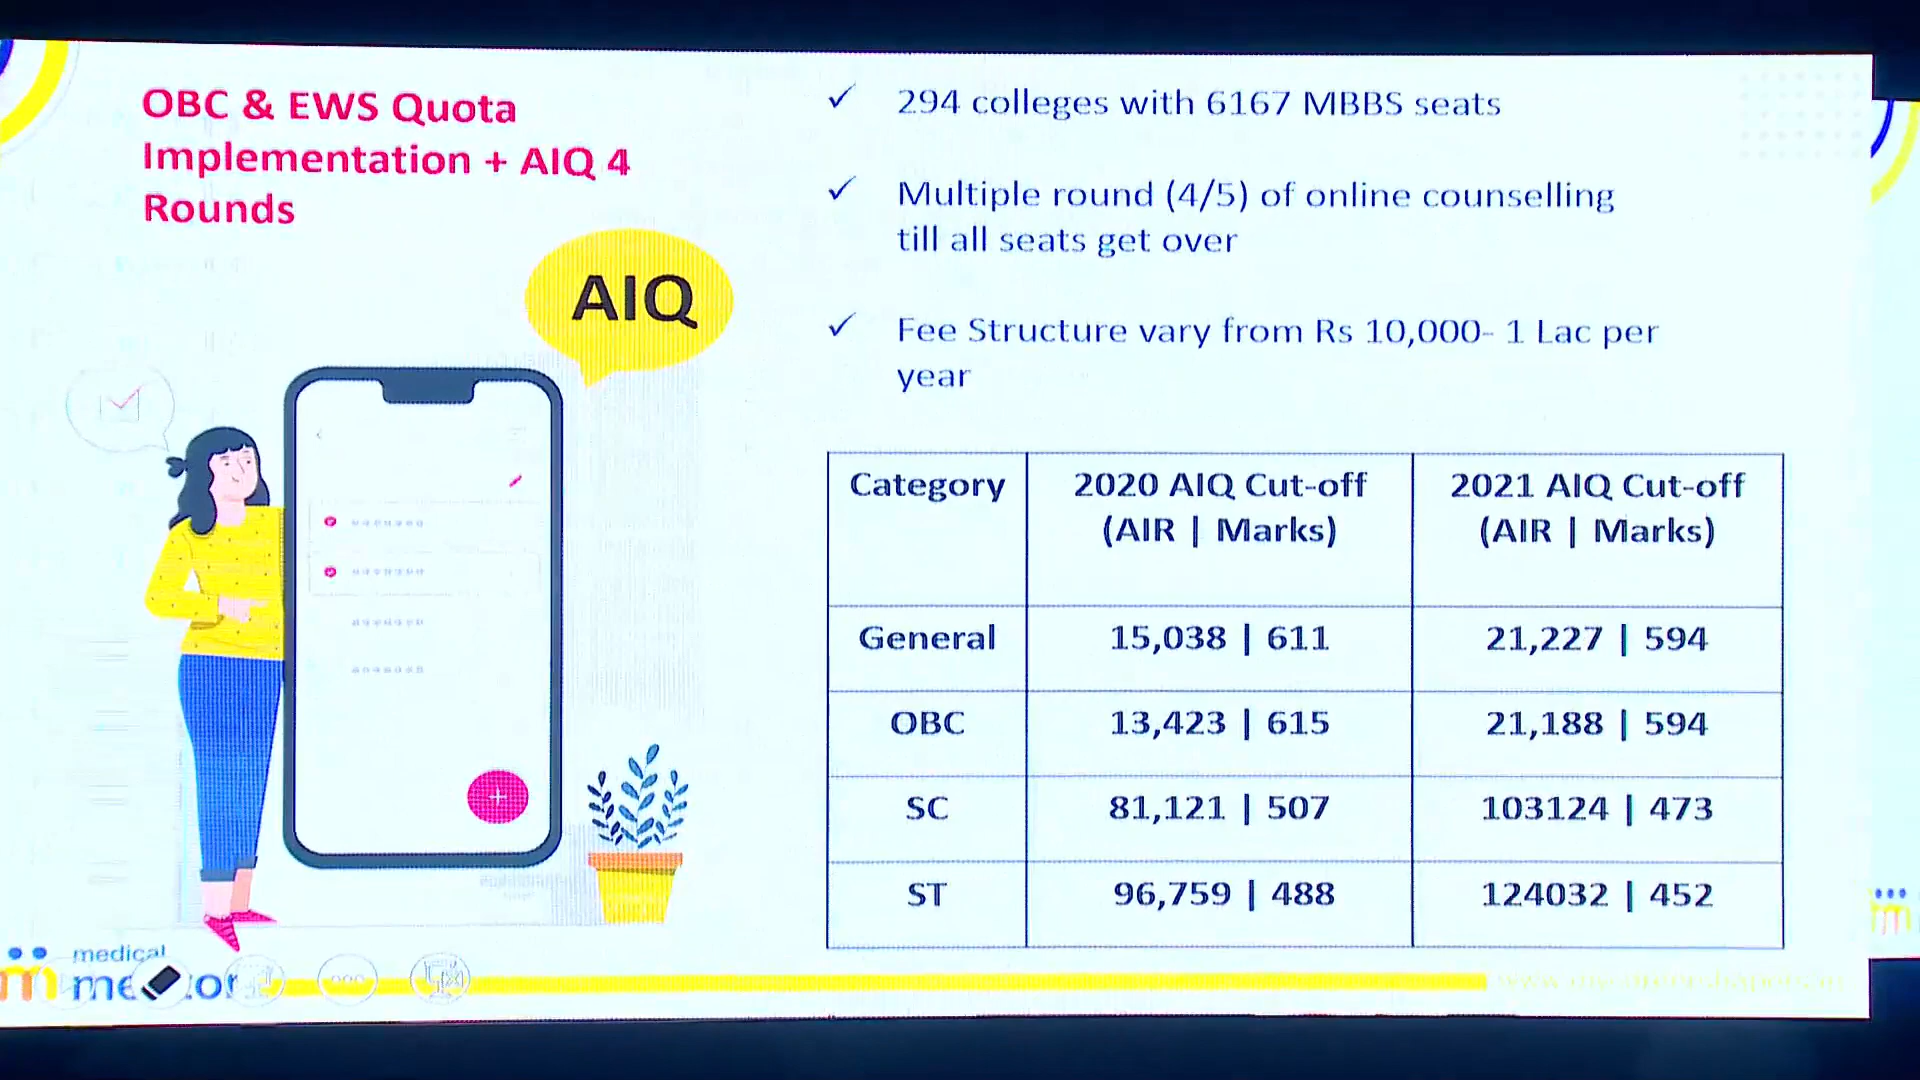 OBC & EWS Quota
Implementation + AIQ 4
Rounds
AIQ
✓ 294 colleges with 6167 MBBS seats
✓ Multiple round (4/5) of online counselling
till all seats get over
✓ Fee Structure vary from Rs 10,000- 1 Lac per
year
Category 2020 AIQ Cut-off 2021 AIQ Cut-off
(AIR | Marks) (AIR | Marks)
General 15,038 | 611 21,227 | 594
OBC 13,423 | 615 21,188 | 594
SC 81,121 | 507 103124 | 473
ST 96,759 | 488 124032 | 452
medical